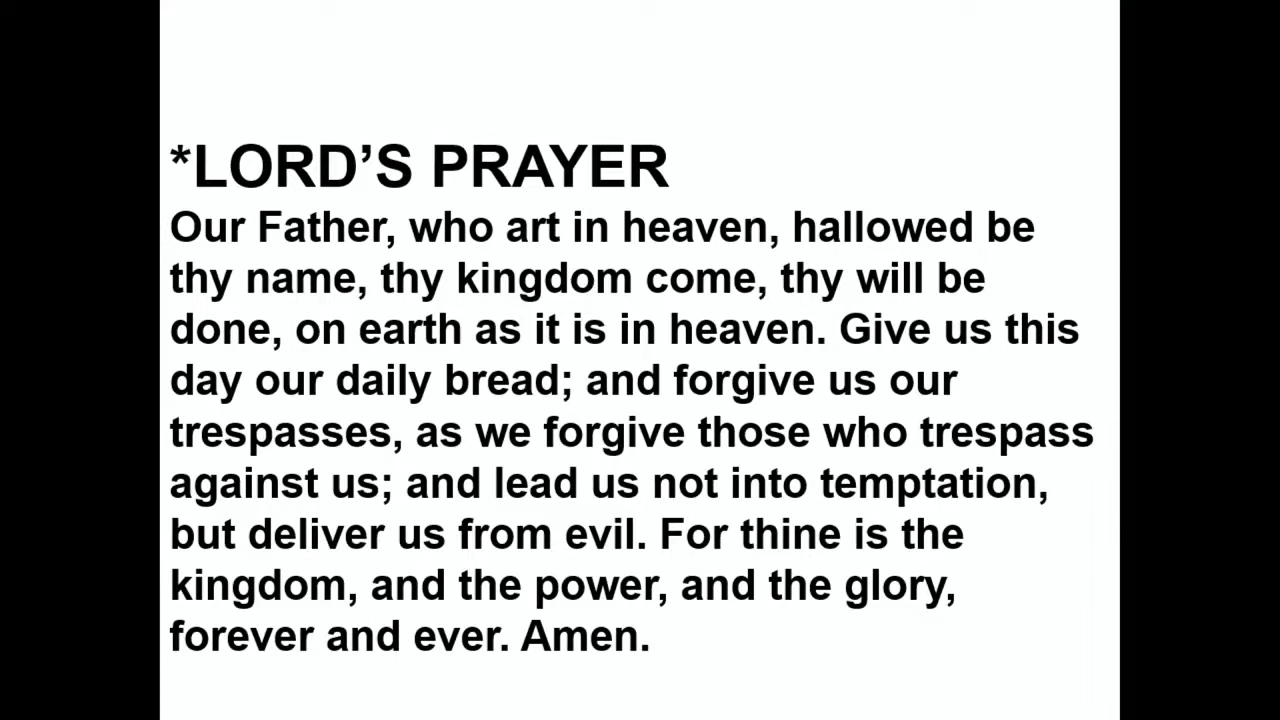 *LORD’S PRAYER
Our Father, who art in heaven, hallowed be
thy name, thy kingdom come, thy will be
done, on earth as it is in heaven. Give us this
day our daily bread; and forgive us our
trespasses, as we forgive those who trespass
against us; and lead us not into temptation,
but deliver us from evil. For thine is the
kingdom, and the power, and the glory,
forever and ever. Amen.